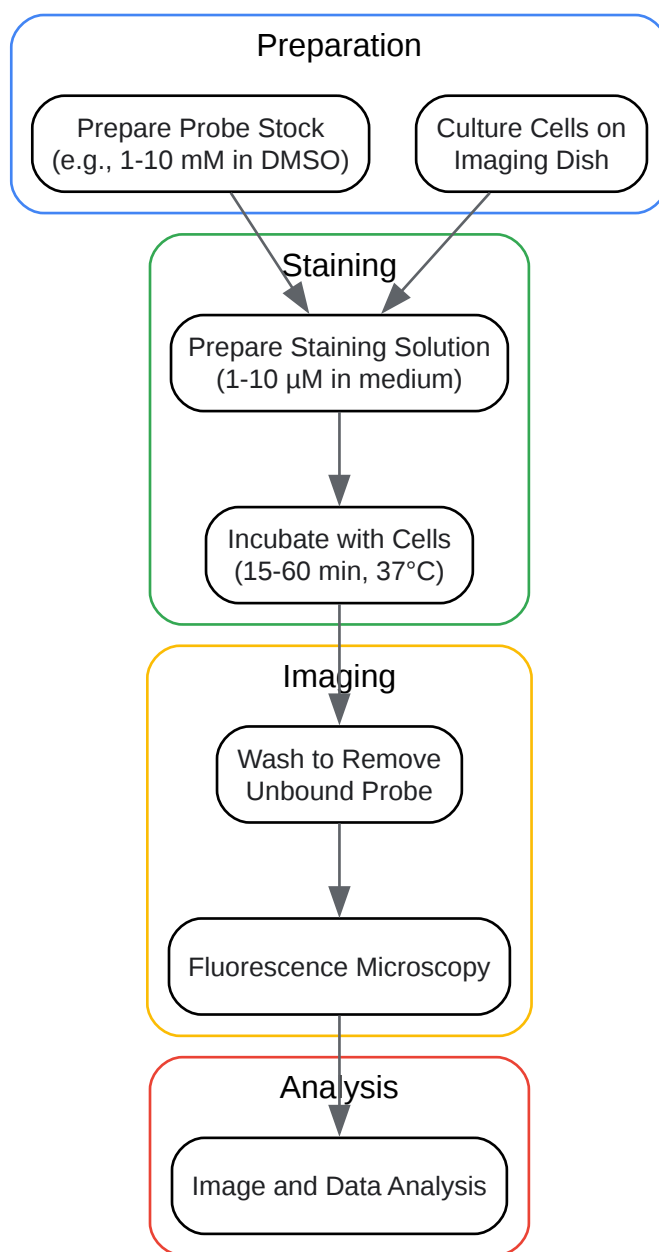 Preparation
Prepare Probe Stock
(e.g., 1-10 mM in DMSO)
Culture Cells on
Imaging Dish
Staining
Prepare Staining Solution
(1-10 µM in medium)
Incubate with Cells
(15-60 min, 37°C)
Imaging
Wash to Remove
Unbound Probe
Fluorescence Microscopy
Analysis
Image and Data Analysis